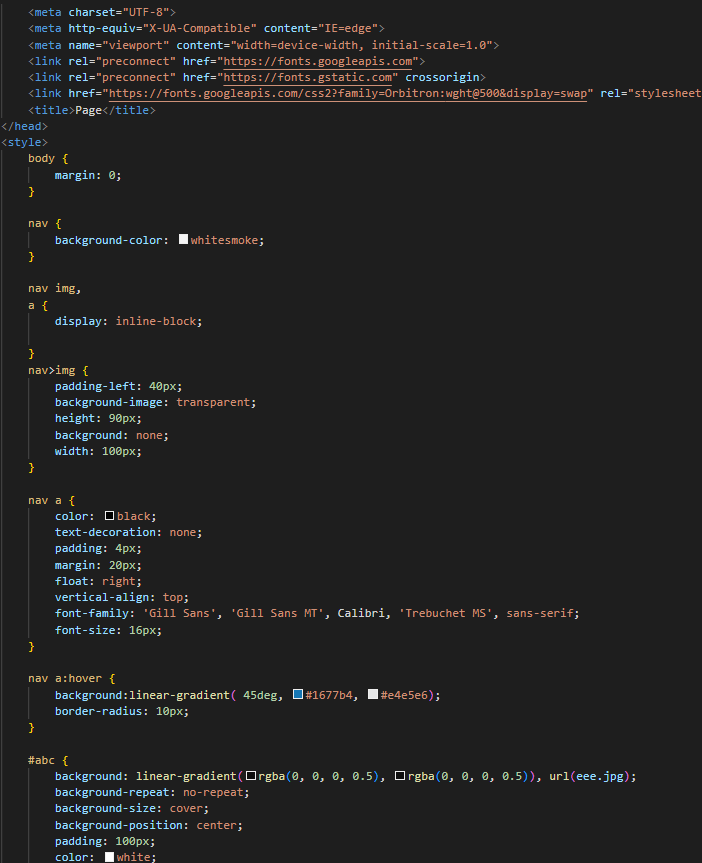 <meta charset="UTF-8">
<meta http-equiv="X-UA-Compatible" content="IE=edge">
<meta name="viewport" content="width=device-width, initial-scale=1.0">
<link rel="preconnect" href="https://fonts.googleapis.com">
<link rel="preconnect" href="https://fonts.gstatic.com" crossorigin>
<link href="https://fonts.googleapis.com/css2?family=Orbitron:wght@500&display=swap" rel="stylesheet
<title>Page</title>
</head>
<style>
body {
margin: 0;
}
nav {
background-color: whitesmoke;
}
nav img,
a {
display: inline-block;
}
nav>img {
padding-left: 40px;
background-image: transparent;
height: 90px;
background: none;
width: 100px;
}
nav a {
color: black;
text-decoration: none;
padding: 4px;
margin: 20px;
float: right;
vertical-align: top;
font-family: 'Gill Sans', 'Gill Sans MT', Calibri, 'Trebuchet MS', sans-serif;
font-size: 16px;
}
nav a:hover {
background:linear-gradient( 45deg, #1677b4, #e4e5e6);
border-radius: 10px;
}
#abc {
background: linear-gradient(rgba(0, 0, 0, 0.5), rgba(0, 0, 0, 0.5)), url(eee.jpg);
background-repeat: no-repeat;
background-size: cover;
background-position: center;
padding: 100px;
color: white;